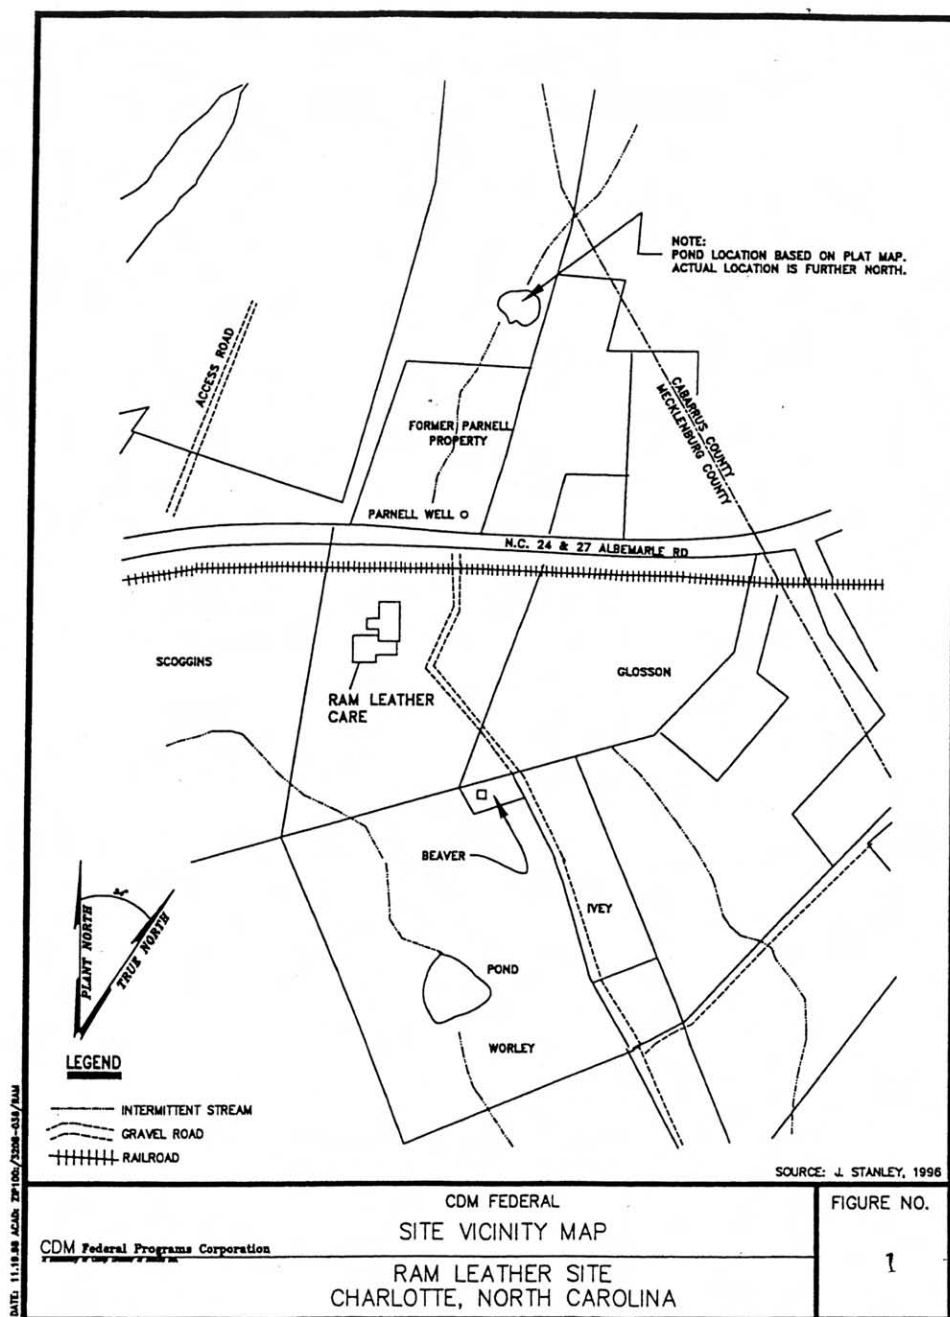 NOTE:
POND LOCATION BASED ON PLAT MAP.
ACTUAL LOCATION IS FURTHER NORTH.
ACCESS ROAD
CABARRUS COUNTY
MECKLENBURG COUNTY
FORMER PARNELL
PROPERTY
PARNELL WELL
N.C. 24 & 27 ALBEMARLE RD
SCOGGINS
GLOSSON
RAM LEATHER
CARE
BEAVER
IVEY
PLANT NORTH
TRUE NORTH
POND
WORLEY
LEGEND
INTERMITTENT STREAM
GRAVEL ROAD
RAILROAD
SOURCE: J. STANLEY, 1996
CDM FEDERAL
SITE VICINITY MAP
FIGURE NO.
CDM Federal Programs Corporation
1
RAM LEATHER SITE
CHARLOTTE, NORTH CAROLINA